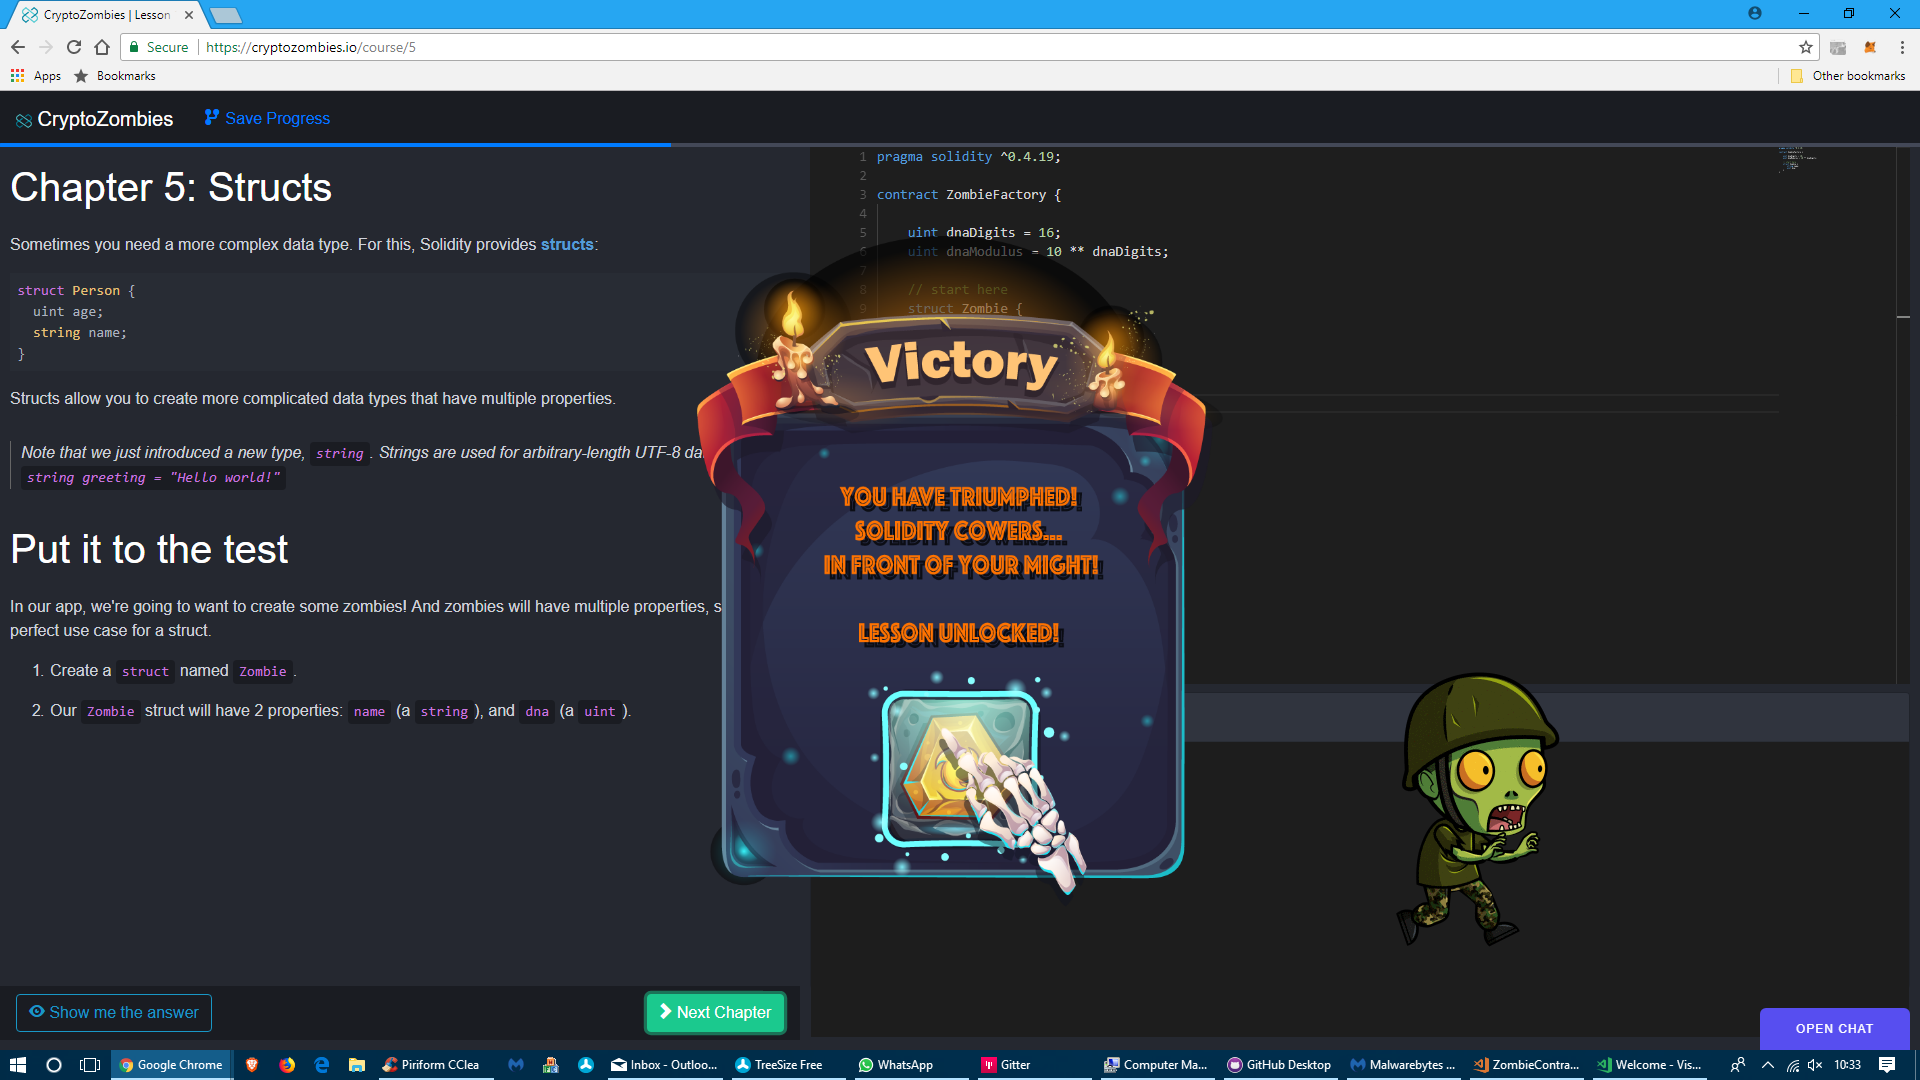 CryptoZombies | Lesson
Secure
https://cryptozombies.io/course/5
Apps
Bookmarks
Other bookmarks
CryptoZombies
Save Progress
Chapter 5: Structs
Sometimes you need a more complex data type. For this, Solidity provides structs:
struct Person {
uint age;
string name;
}
Structs allow you to create more complicated data types that have multiple properties.
Note that we just introduced a new type, string. Strings are used for arbitrary-length UTF-8
string greeting = "Hello world!"
Put it to the test
In our app, we're going to want to create some zombies! And zombies will have multiple properties,
perfect use case for a struct.
1. Create a struct named Zombie.
2. Our Zombie struct will have 2 properties: name (a string), and dna (a uint).
Show me the answer
Next Chapter
1 pragma solidity ^0.4.19;
2
3 contract ZombieFactory {
4
5 uint dnaDigits = 16;
6 uint dnaModulus = 10 ** dnaDigits;
7
8 // start here
9 struct Zombie {
Victory
YOU HAVE TRIUMPHED!
SOLIDITY COWERS...
IN FRONT OF YOUR MIGHT!
LESSON UNLOCKED!
OPEN CHAT
Google Chrome
Piriform CClea
Inbox - Outloo...
TreeSize Free
WhatsApp
Gitter
Computer Ma...
GitHub Desktop
Malwarebytes ...
ZombieContra...
Welcome - Vis...
10:33